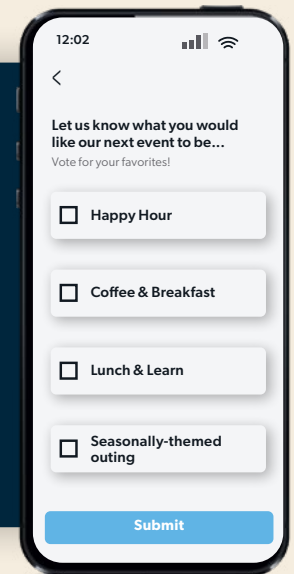 12:02
Let us know what you would
like our next event to be...
Vote for your favorites!
Happy Hour
Coffee & Breakfast
Lunch & Learn
Seasonally-themed
outing
Submit